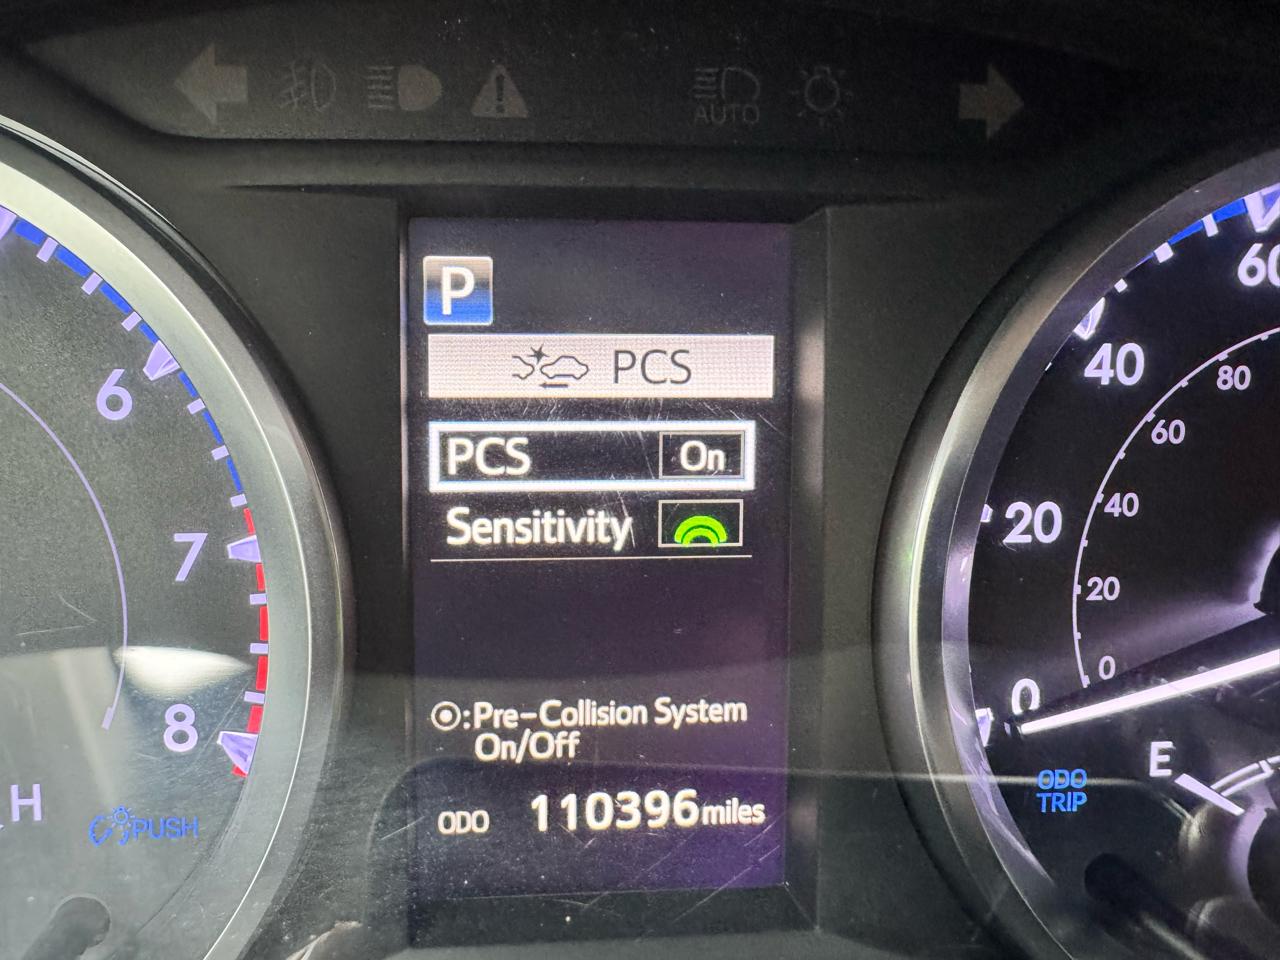 AUTO
P
PCS
PCS On
Sensitivity
:Pre-Collision System
On/Off
ODO 110396 miles
6
7
8
H
PUSH
60
40
20
0
80
60
40
20
0
ODO
TRIP
E